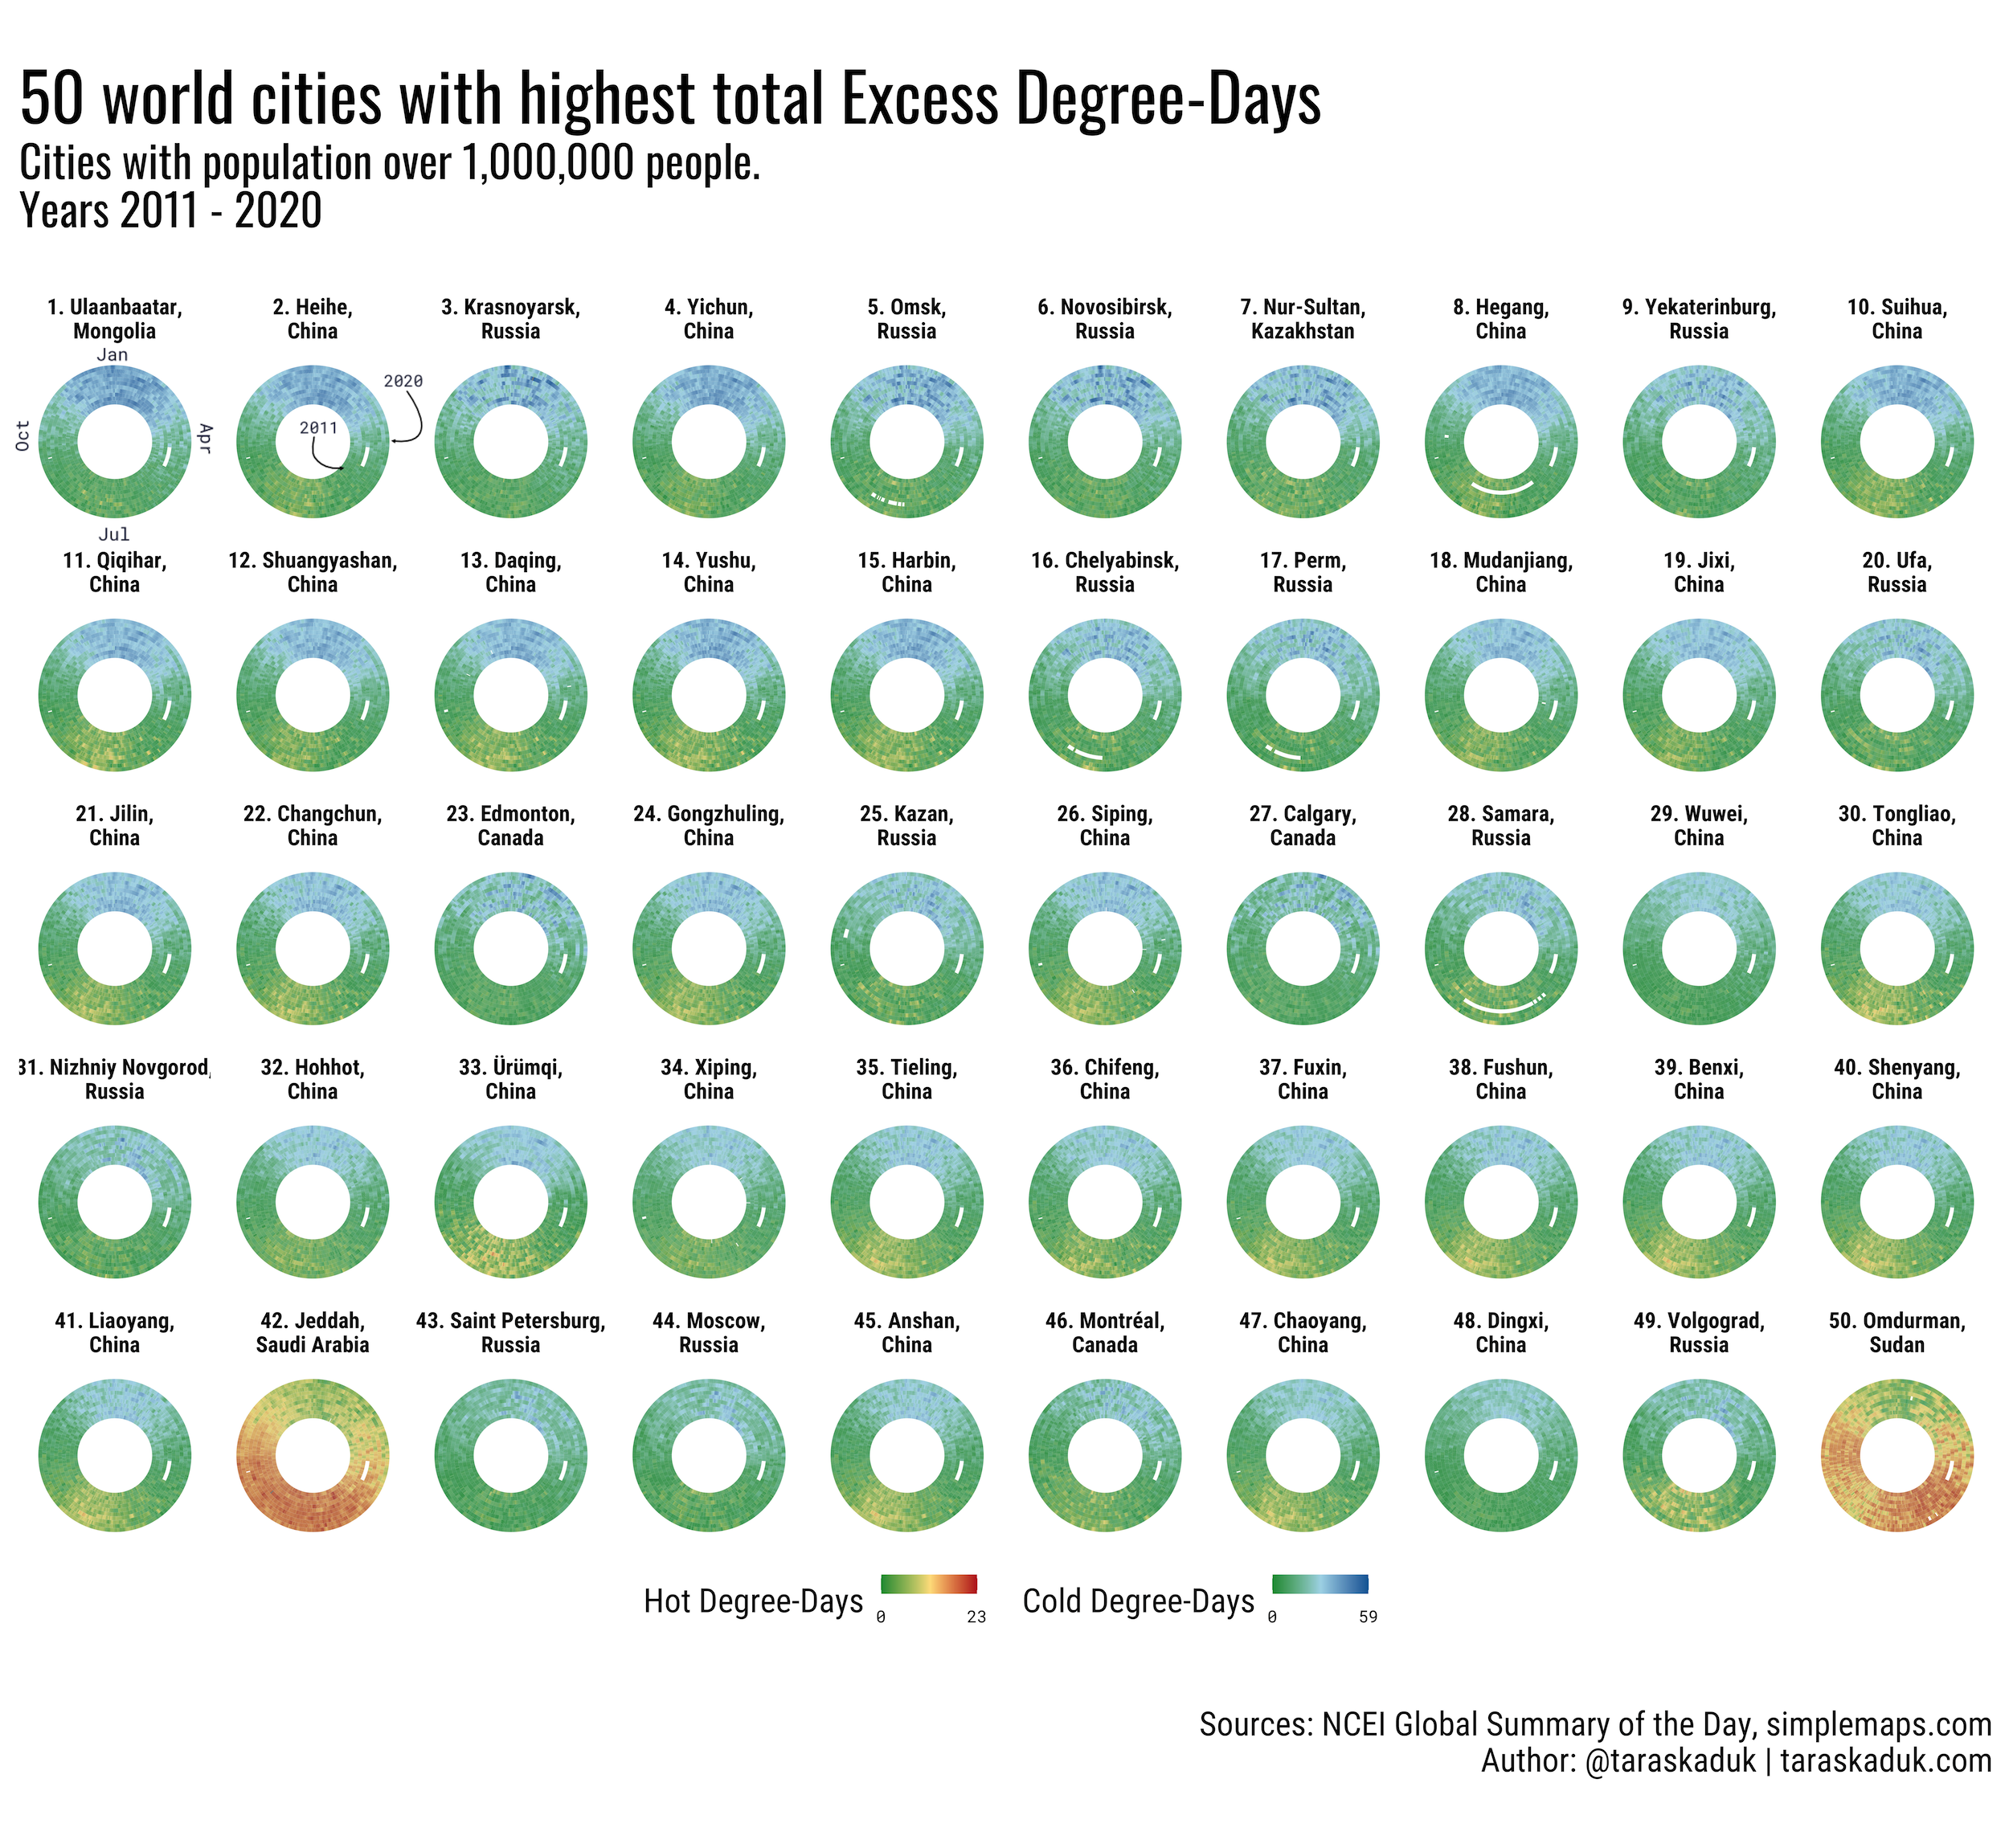 50 world cities with highest total Excess Degree-Days
Cities with population over 1,000,000 people.
Years 2011 - 2020
1. Ulaanbaatar,
Mongolia
2. Heihe,
China
3. Krasnoyarsk,
Russia
4. Yichun,
China
5. Omsk,
Russia
6. Novosibirsk,
Russia
7. Nur-Sultan,
Kazakhstan
8. Hegang,
China
9. Yekaterinburg,
Russia
10. Suihua,
China
Jan
Oct
Apr
Jul
2020
2011
11. Qiqihar,
China
12. Shuangyashan,
China
13. Daqing,
China
14. Yushu,
China
15. Harbin,
China
16. Chelyabinsk,
Russia
17. Perm,
Russia
18. Mudanjiang,
China
19. Jixi,
China
20. Ufa,
Russia
21. Jilin,
China
22. Changchun,
China
23. Edmonton,
Canada
24. Gongzhuling,
China
25. Kazan,
Russia
26. Siping,
China
27. Calgary,
Canada
28. Samara,
Russia
29. Wuwei,
China
30. Tongliao,
China
31. Nizhniy Novgorod,
Russia
32. Hohhot,
China
33. Ürümqi,
China
34. Xiping,
China
35. Tieling,
China
36. Chifeng,
China
37. Fuxin,
China
38. Fushun,
China
39. Benxi,
China
40. Shenyang,
China
41. Liaoyang,
China
42. Jeddah,
Saudi Arabia
43. Saint Petersburg,
Russia
44. Moscow,
Russia
45. Anshan,
China
46. Montréal,
Canada
47. Chaoyang,
China
48. Dingxi,
China
49. Volgograd,
Russia
50. Omdurman,
Sudan
Hot Degree-Days
0 23
Cold Degree-Days
0 59
Sources: NCEI Global Summary of the Day, simplemaps.com
Author: @taraskaduk | taraskaduk.com